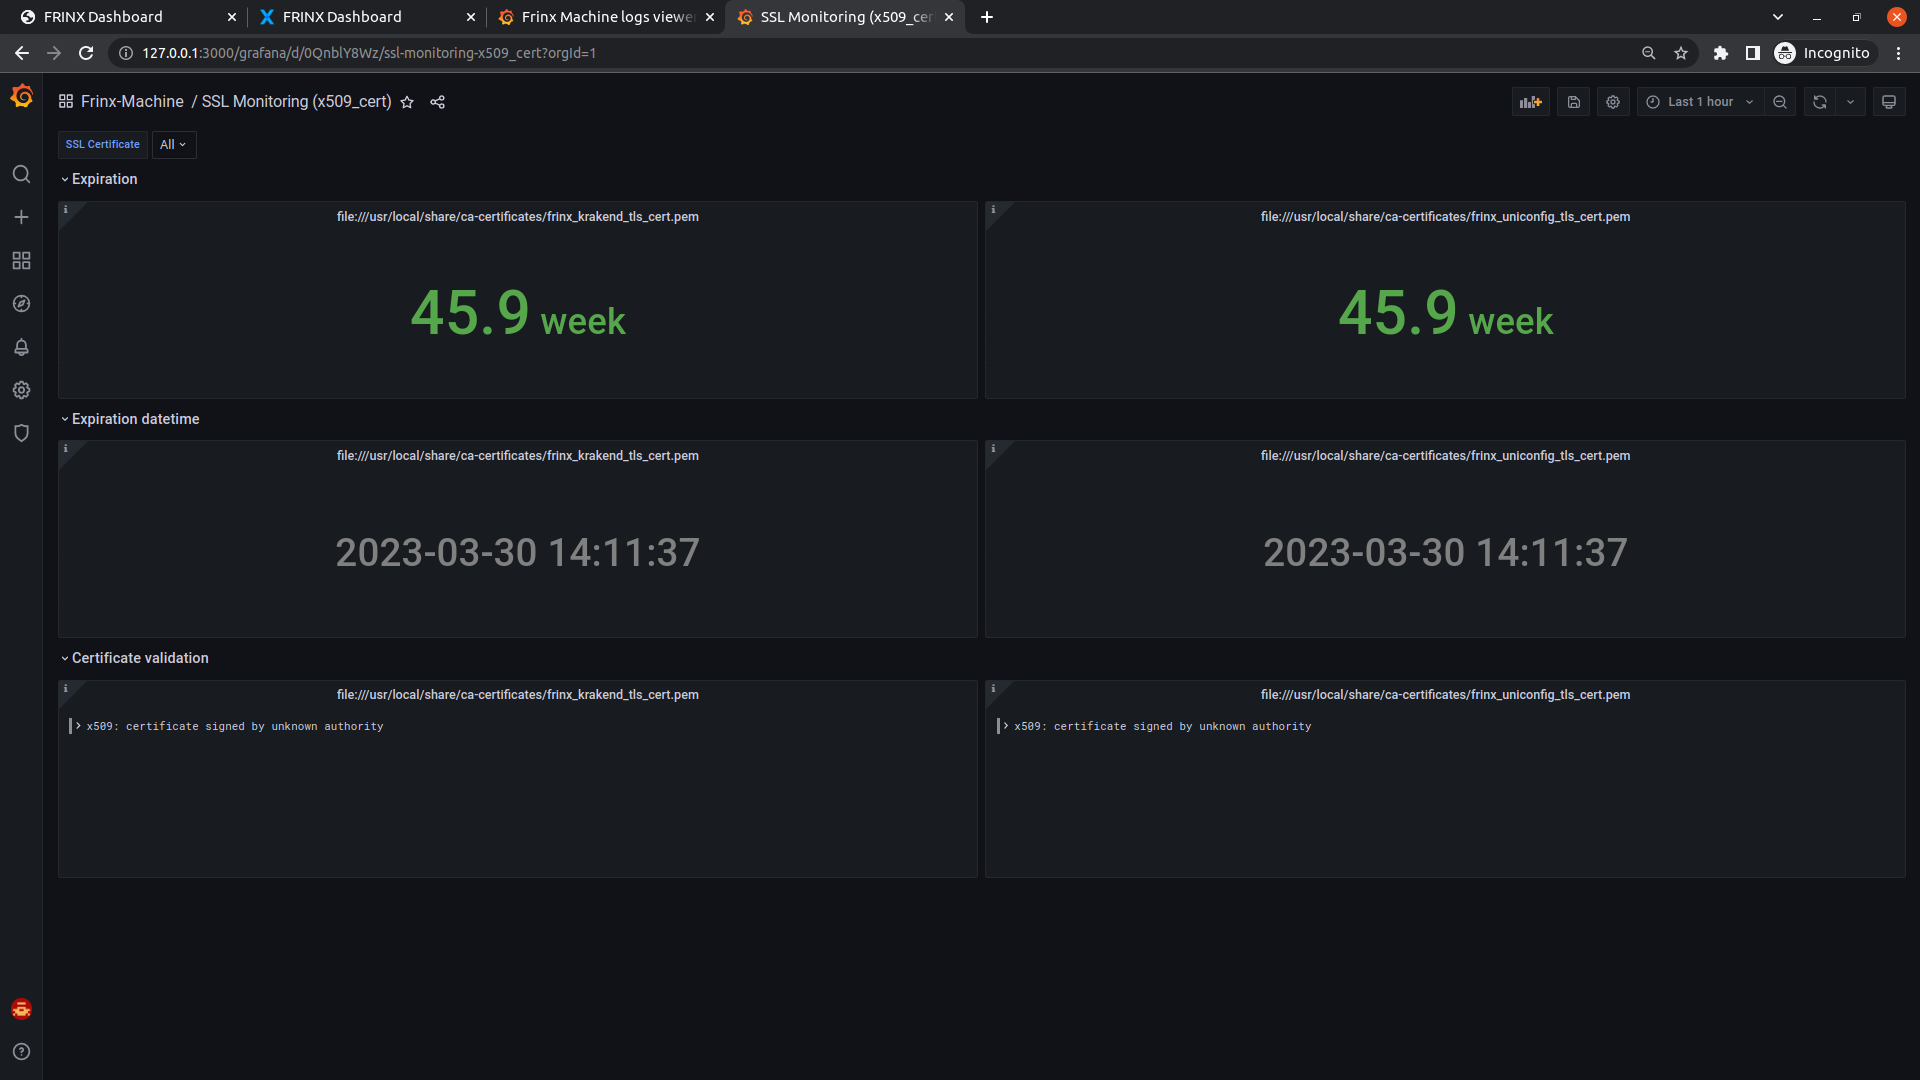 FRINX Dashboard
FRINX Dashboard
Frinx Machine logs viewe
SSL Monitoring (x509_cer
127.0.0.1:3000/grafana/d/0QnblY8Wz/ssl-monitoring-x509_cert?orgId=1
Incognito
Frinx-Machine / SSL Monitoring (x509_cert)
Last 1 hour
SSL Certificate All
Expiration
file:///usr/local/share/ca-certificates/frinx_krakend_tls_cert.pem
file:///usr/local/share/ca-certificates/frinx_uniconfig_tls_cert.pem
45.9 week
45.9 week
Expiration datetime
file:///usr/local/share/ca-certificates/frinx_krakend_tls_cert.pem
file:///usr/local/share/ca-certificates/frinx_uniconfig_tls_cert.pem
2023-03-30 14:11:37
2023-03-30 14:11:37
Certificate validation
file:///usr/local/share/ca-certificates/frinx_krakend_tls_cert.pem
file:///usr/local/share/ca-certificates/frinx_uniconfig_tls_cert.pem
x509: certificate signed by unknown authority
x509: certificate signed by unknown authority